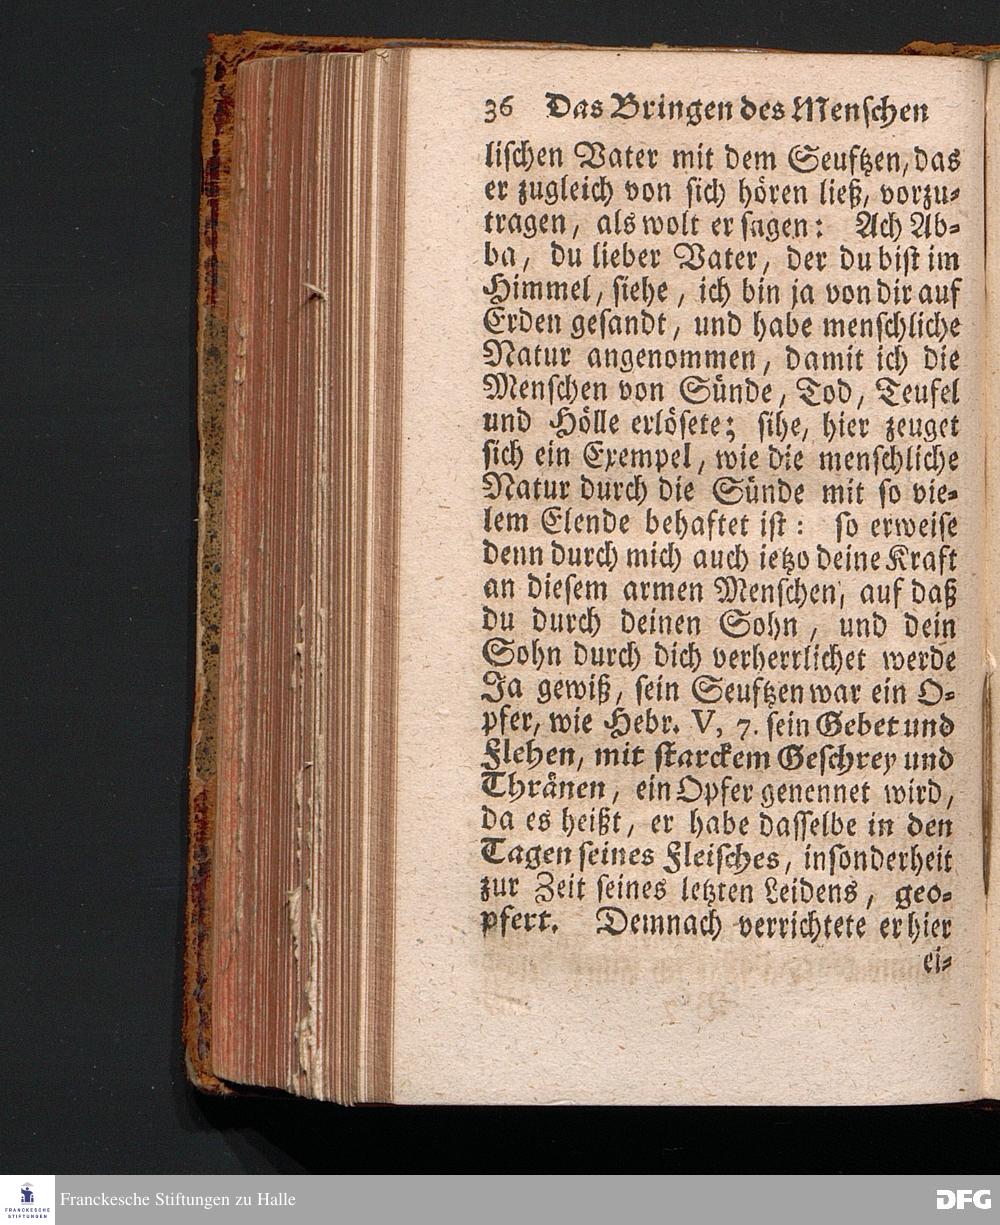 36 Das Bringen des Menschen
lischen Vater mit dem Seuftzen, das
er zugleich von sich hören ließ, vorzu-
tragen, als wolt er sagen: Ach Ab-
ba, du lieber Vater, der du bist im
Himmel, siehe, ich bin ja von dir auf
Erden gesandt, und habe menschliche
Natur angenommen, damit ich die
Menschen von Sünde, Tod, Teufel
und Hölle erlösete; sihe, hier zeuget
sich ein Exempel, wie die menschliche
Natur durch die Sünde mit so vie-
lem Elende behaftet ist: so erweise
denn durch mich auch ietzo deine Kraft
an diesem armen Menschen, auf daß
du durch deinen Sohn, und dein
Sohn durch dich verherrlichet werde
Ja gewiß, sein Seuftzen war ein O-
pfer, wie Hebr. V, 7. sein Gebet und
Flehen, mit starckem Geschrey und
Thränen, ein Opfer genennet wird,
da es heißt, er habe dasselbe in den
Tagen seines Fleisches, insonderheit
zur Zeit seines letzten Leidens, geo-
pfert. Demnach verrichtete er hier
ei-
FRANCKESCHE
STIFTUNGEN
Franckesche Stiftungen zu Halle
DFG